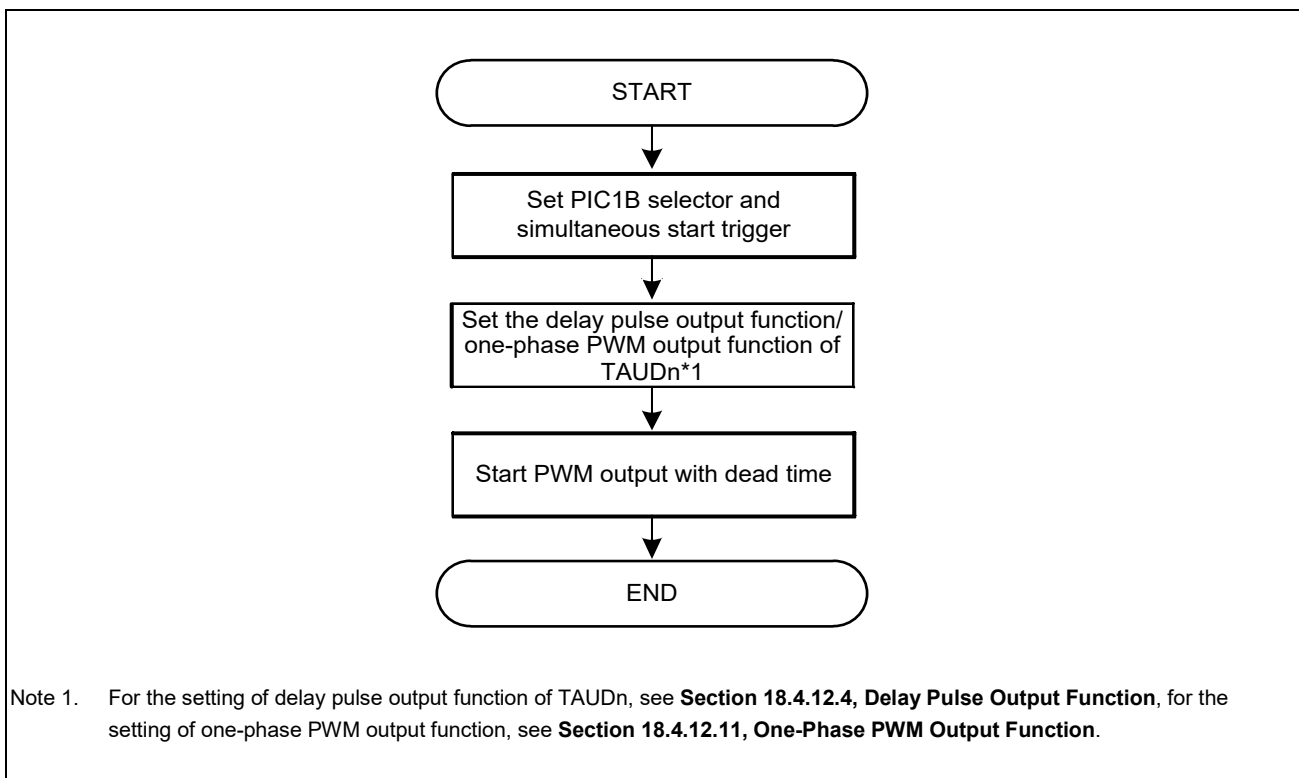 START
Set PIC1B selector and
simultaneous start trigger
Set the delay pulse output function/
one-phase PWM output function of
TAUDn*1
Start PWM output with dead time
END
Note 1. For the setting of delay pulse output function of TAUDn, see Section 18.4.12.4, Delay Pulse Output Function, for the
setting of one-phase PWM output function, see Section 18.4.12.11, One-Phase PWM Output Function.